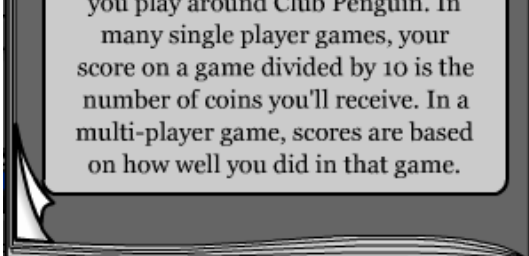 you play around Club Penguin. In
many single player games, your
score on a game divided by 10 is the
number of coins you'll receive. In a
multi-player game, scores are based
on how well you did in that game.